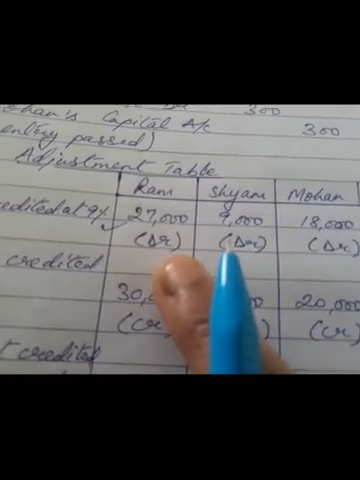 300
Mohan's Capital A/c 300
entry passed)
Adjustment Table
Ram Shyam Mohan
credited at 9% 27,000 9,000 18,000
(Dr) (Dr) (Dr)
credited
20,000
(Cr) (Cr)
credited